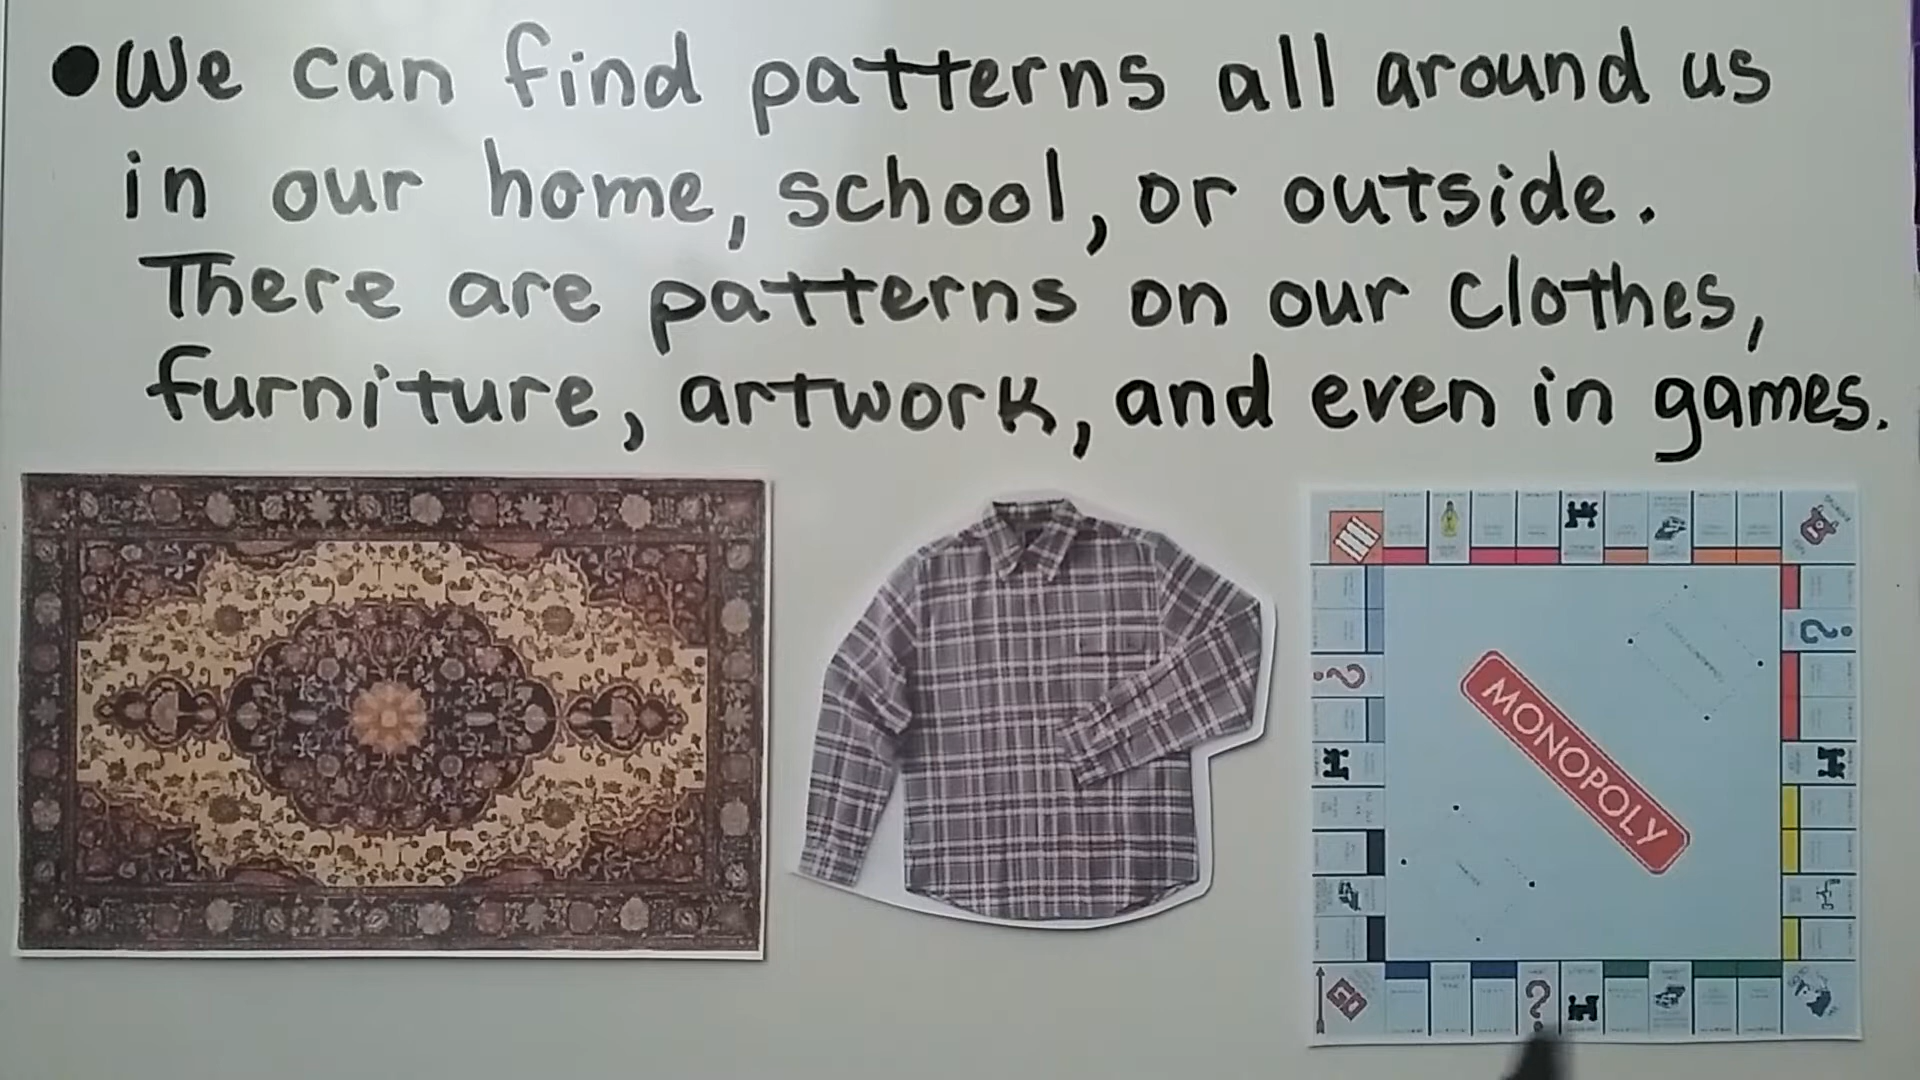 • We can find patterns all around us
in our home, school, or outside.
There are patterns on our clothes,
furniture, artwork, and even in games.
MONOPOLY
GO